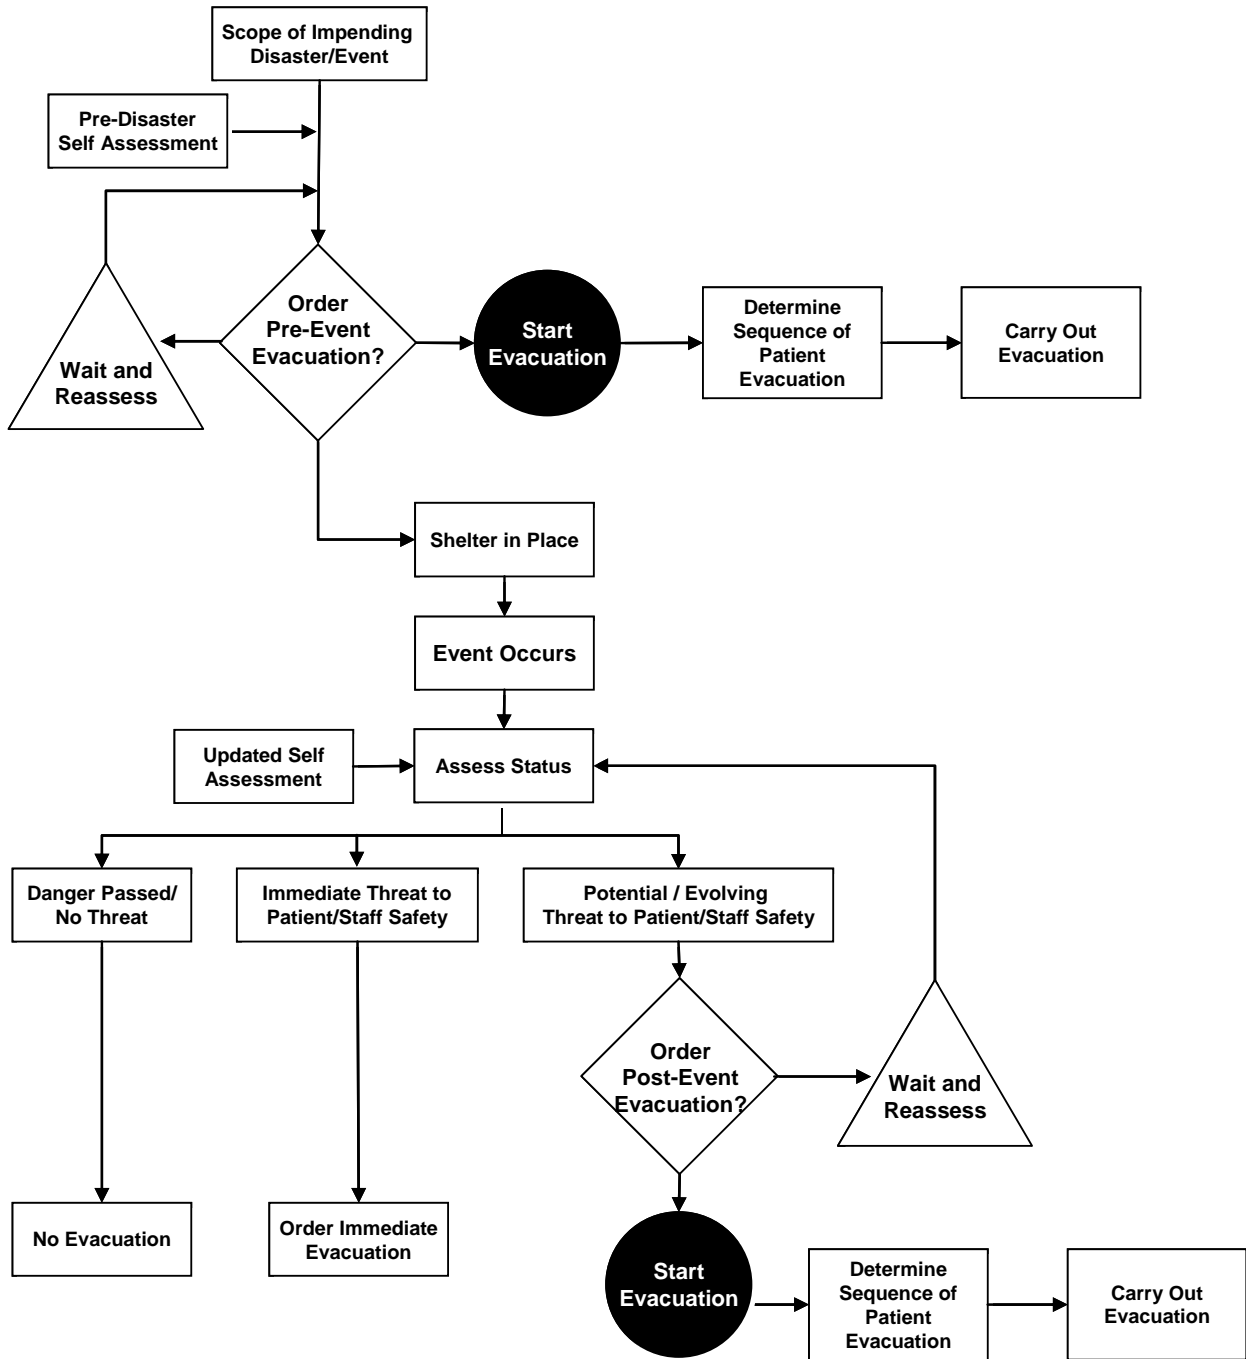 Scope of Impending
Disaster/Event
Pre-Disaster
Self Assessment
Order
Pre-Event
Evacuation?
Wait and
Reassess
Start
Evacuation
Determine
Sequence of
Patient
Evacuation
Carry Out
Evacuation
Shelter in Place
Event Occurs
Updated Self
Assessment
Assess Status
Danger Passed/
No Threat
Immediate Threat to
Patient/Staff Safety
Potential / Evolving
Threat to Patient/Staff Safety
Order
Post-Event
Evacuation?
Wait and
Reassess
No Evacuation
Order Immediate
Evacuation
Start
Evacuation
Determine
Sequence of
Patient
Evacuation
Carry Out
Evacuation